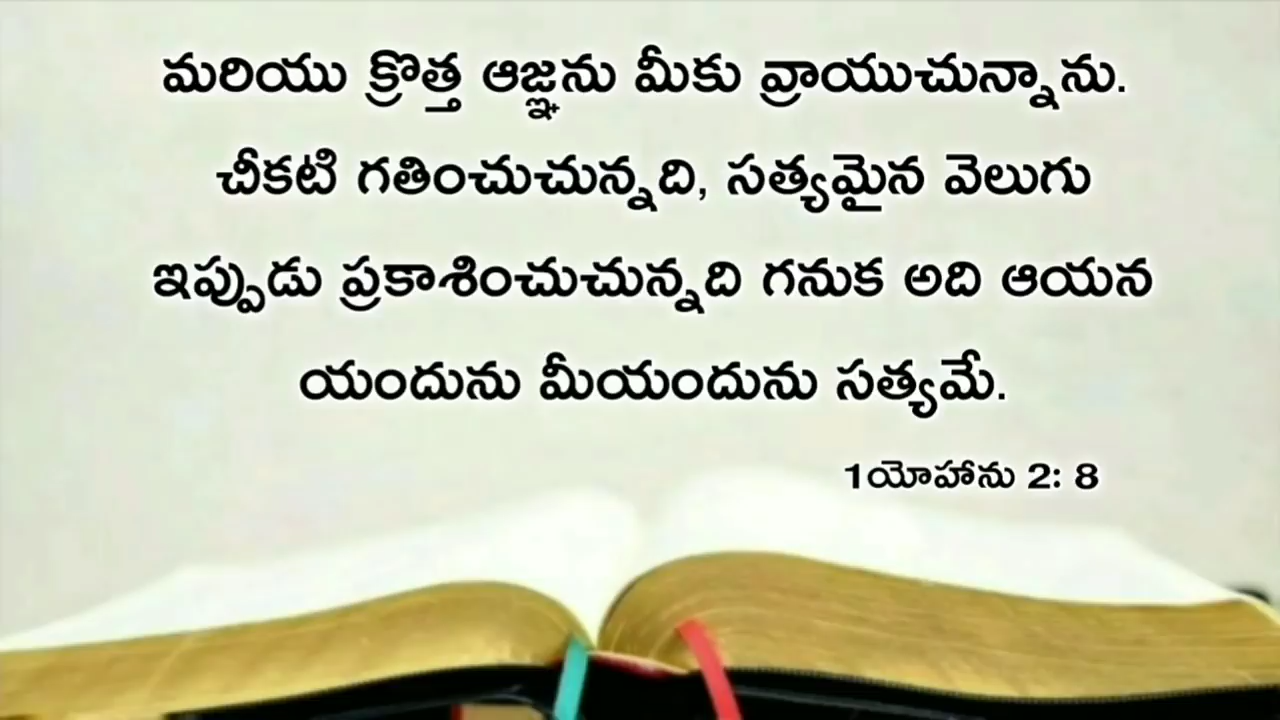 మరియు క్రొత్త ఆజ్ఞను మీకు వ్రాయుచున్నాను.
చీకటి గతించుచున్నది, సత్యమైన వెలుగు
ఇప్పుడు ప్రకాశించుచున్నది గనుక అది ఆయన
యందును మీయందును సత్యమే.
1యోహాను 2: 8